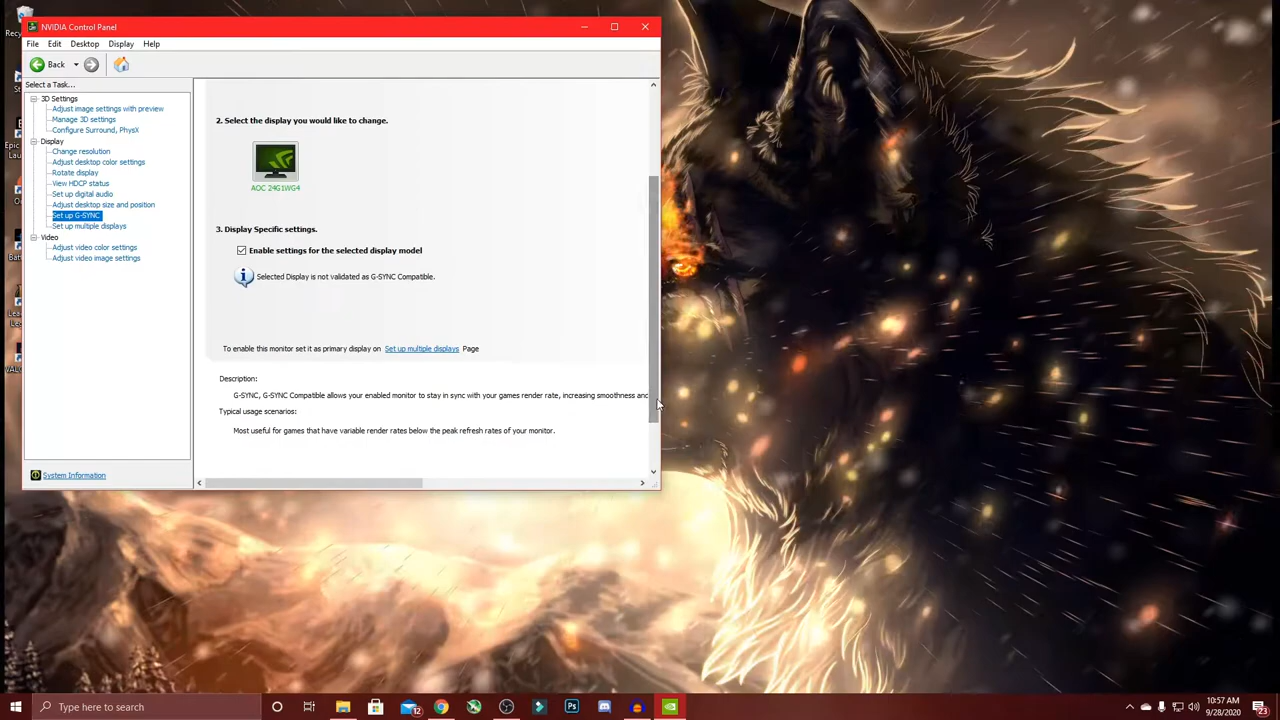 Recy
NVIDIA Control Panel
File Edit Desktop Display Help
Back
Select a Task...
3D Settings
Adjust image settings with preview
Manage 3D settings
Configure Surround, PhysX
Display
Change resolution
Adjust desktop color settings
Rotate display
View HDCP status
Set up digital audio
Adjust desktop size and position
Set up G-SYNC
Set up multiple displays
Video
Adjust video color settings
Adjust video image settings
System Information
2. Select the display you would like to change.
AOC 24G1WG4
3. Display Specific settings.
Enable settings for the selected display model
Selected Display is not validated as G-SYNC Compatible.
To enable this monitor set it as primary display on Set up multiple displays Page
Description:
G-SYNC, G-SYNC Compatible allows your enabled monitor to stay in sync with your games render rate, increasing smoothness and
Typical usage scenarios:
Most useful for games that have variable render rates below the peak refresh rates of your monitor.
Type here to search
12
Ps
10:57 AM
9/28/2020
23